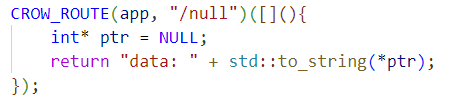 CROW_ROUTE(app, "/null")([](){
    int* ptr = NULL;
    return "data: " + std::to_string(*ptr);
});